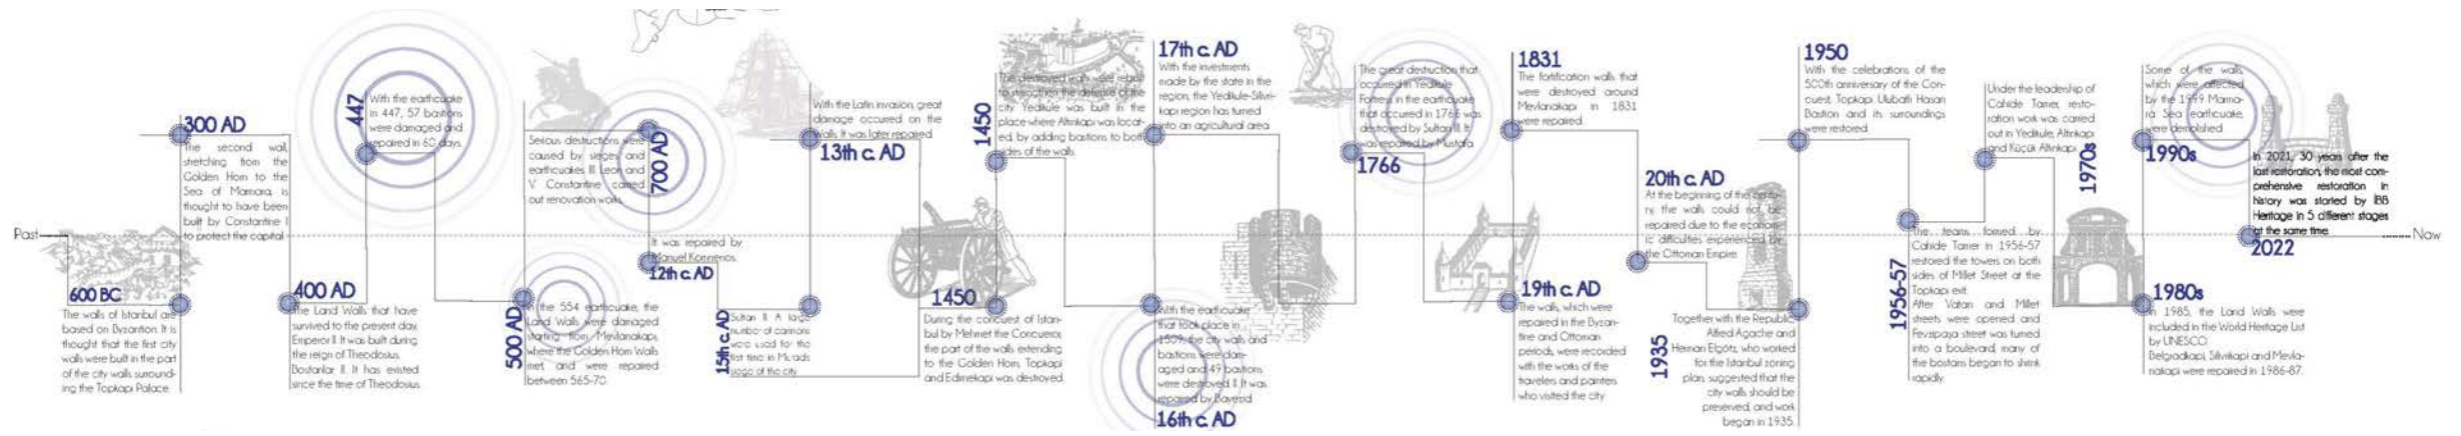 Past
600 BC
The walls of Istanbul are
based on Byzantion. It is
thought that the first city
walls were built in the part
of the city walls surround-
ing the Topkapı Palace.
300 AD
The second wall,
stretching from the
Golden Horn to the
Sea of Marmara, is
thought to have been
built by Constantine I
to protect the capital.
400 AD
The Land Walls that have
survived to the present day,
Emperor II. It was built during
the reign of Theodosius.
Bostanlar II. It has existed
since the time of Theodosius.
447
With the earthquake
in 447, 57 bastions
were damaged and
repaired in 60 days.
500 AD
In the 554 earthquake, the
Land Walls were damaged
starting from Mevlanakapı,
where the Golden Horn Walls
met, and were repaired
between 565-70.
700 AD
Serious destructions were
caused by sieges and
earthquakes. III. Leon and
V. Constantine carried
out renovation works.
12th c. AD
It was repaired by
Manuel Komnenos.
13th c. AD
With the Latin invasion, great
damage occurred on the
walls. It was later repaired.
15th c. AD
Sultan II. A large
number of cannons
were used for the
first time in Murad's
siege of the city.
1450
During the conquest of Istan-
bul by Mehmet the Conqueror,
the part of the walls extending
to the Golden Horn, Topkapı
and Edirnekapı was destroyed.
1450
The destroyed walls were rebuilt
to strengthen the defense of the
city. Yedikule was built in the
place where Altınkapı was locat-
ed by adding bastions to both
sides of the walls.
16th c. AD
With the earthquake
that took place in
1509, the city walls and
bastions were dam-
aged and 49 bastions
were destroyed. II. It was
repaired by Bayezid.
17th c. AD
With the investments
made by the state in the
region, the Yedikule-Silivri-
kapı region has turned
into an agricultural area.
1766
The great destruction that
occurred in Yedikule
Fortress in the earthquake
that occurred in 1766 was
destroyed by Sultan III. It
was repaired by Mustafa.
1831
The fortification walls that
were destroyed around
Mevlanakapı in 1831
were repaired.
19th c. AD
The walls, which were
repaired in the Byzan-
tine and Ottoman
periods, were recorded
with the works of the
travelers and painters
who visited the city.
20th c. AD
At the beginning of the centu-
ry, the walls could not be
repaired due to the econom-
ic difficulties experienced by
the Ottoman Empire.
1935
Together with the Republic,
Alfred Agache and
Herman Elgötz, who worked
for the Istanbul zoning
plan, suggested that the
city walls should be
preserved, and work
began in 1935.
1950
With the celebrations of the
500th anniversary of the Con-
quest, Topkapı Ulubatlı Hasan
Bastion and its surroundings
were restored.
1956-57
The teams formed by
Cahide Tamer in 1956-57
restored the towers on both
sides of Millet Street at the
Topkapı exit.
After Vatan and Millet
streets were opened and
Fevzipaşa street was turned
into a boulevard, many of
the bostans began to shrink
rapidly.
1970s
Under the leadership of
Cahide Tamer, resto-
ration work was carried
out in Yedikule, Altınkapı
and Küçük Altınkapı.
1980s
In 1985, the Land Walls were
included in the World Heritage List
by UNESCO.
Belgradkapı, Silivrikapı and Mevla-
nakapı were repaired in 1986-87.
1990s
Some of the walls,
which were affected
by the 1999 Marma-
ra Sea earthquake,
were demolished.
2022
In 2021, 30 years after the
last restoration, the most com-
prehensive restoration in
history was started by IBB
Heritage in 5 different stages
at the same time.
Now